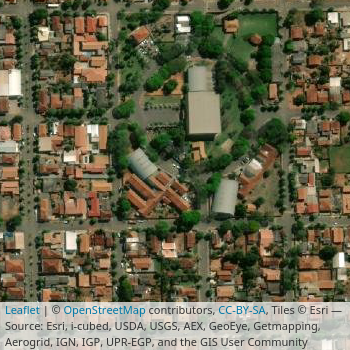 Leaflet | © OpenStreetMap contributors, CC-BY-SA, Tiles © Esri —
Source: Esri, i-cubed, USDA, USGS, AEX, GeoEye, Getmapping,
Aerogrid, IGN, IGP, UPR-EGP, and the GIS User Community